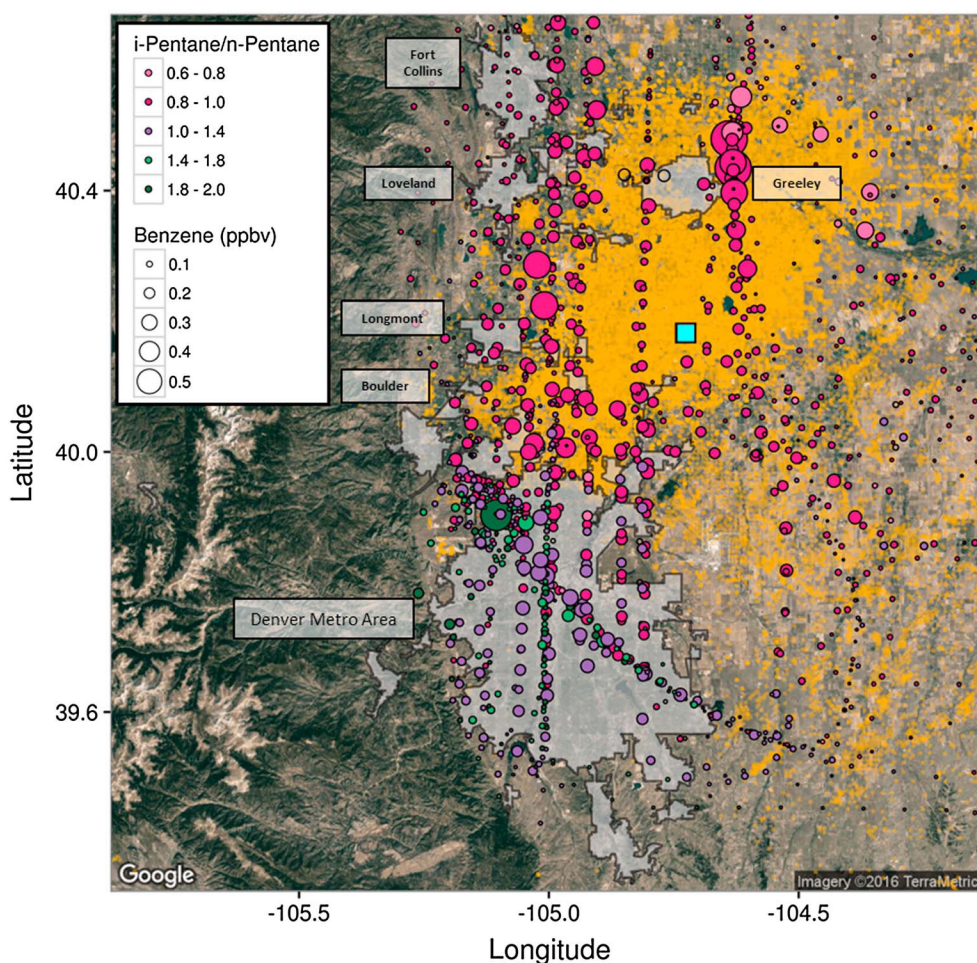 i-Pentane/n-Pentane
0.6 - 0.8
0.8 - 1.0
1.0 - 1.4
1.4 - 1.8
1.8 - 2.0
Benzene (ppbv)
0.1
0.2
0.3
0.4
0.5
Fort
Collins
Loveland
Greeley
Longmont
Boulder
Denver Metro Area
40.4
40.0
39.6
Latitude
-105.5
-105.0
-104.5
Longitude
Google
Imagery ©2016 TerraMetric